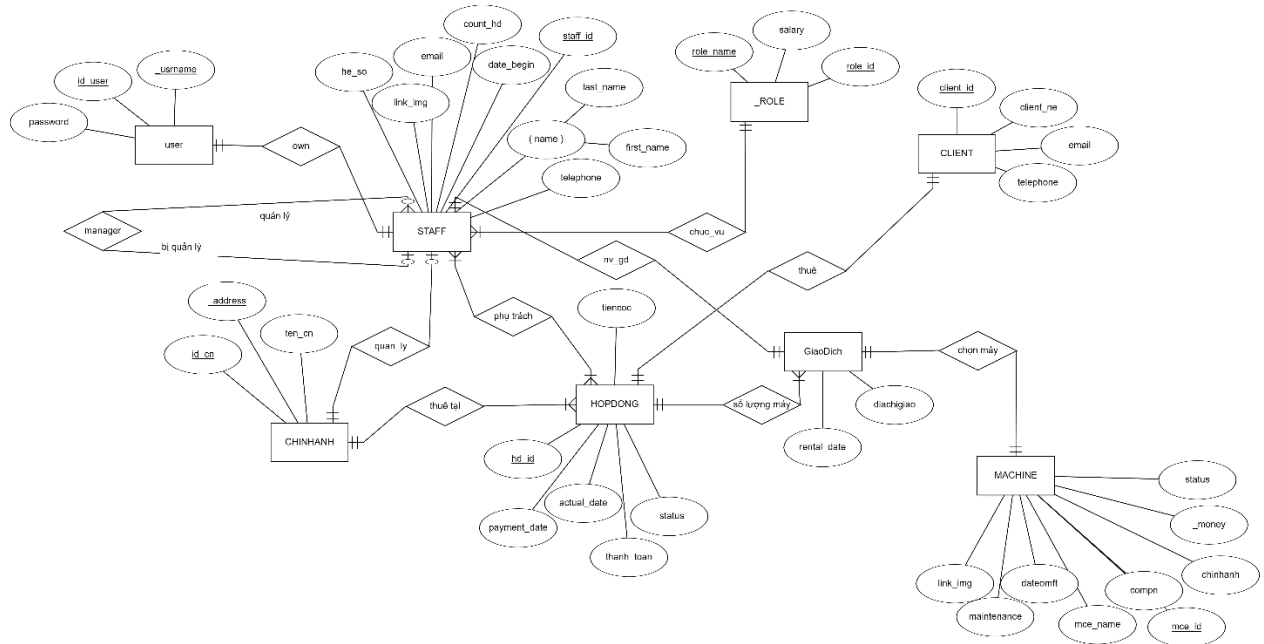 count_hd
staff_id
salary
email
role_name
_usrname
date_begin
role_id
id_user
he_so
last_name
client_id
link_img
_ROLE
client_ne
password
user
own
( name )
first_name
CLIENT
email
telephone
telephone
quản lý
manager
STAFF
chuc_vu
bị quản lý
nv_gd
thuê
_address
tiencoc
ten_cn
phụ trách
id_cn
quan_ly
GiaoDich
chọn máy
thuê tại
HOPDONG
số lượng máy
diachigiao
CHINHANH
rental_date
hd_id
MACHINE
status
actual_date
status
payment_date
_money
thanh_toan
chinhanh
link_img
dateomft
compn
maintenance
mce_name
mce_id